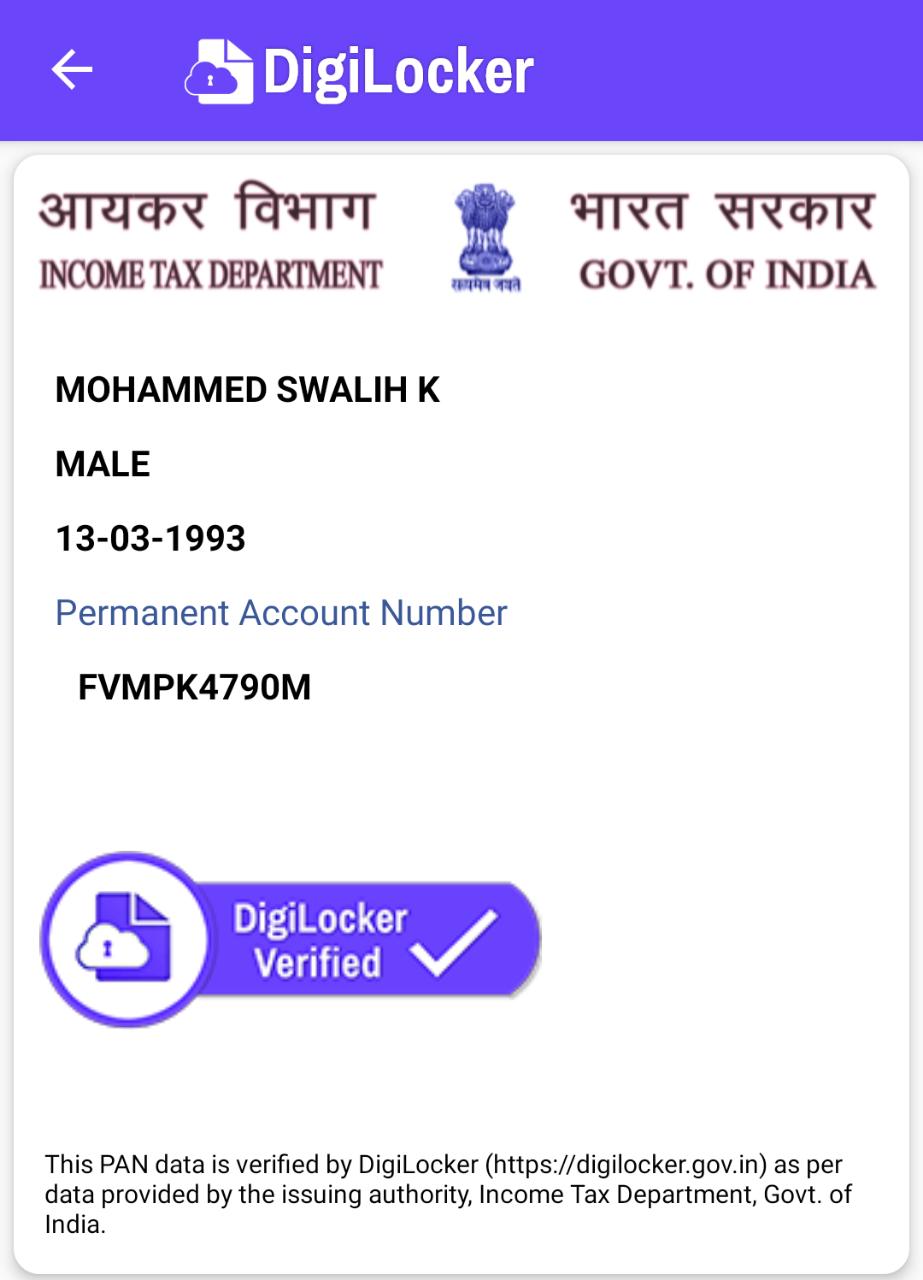 DigiLocker
आयकर विभाग भारत सरकार
INCOME TAX DEPARTMENT GOVT. OF INDIA
सत्यमेव जयते
MOHAMMED SWALIH K
MALE
13-03-1993
Permanent Account Number
FVMPK4790M
DigiLocker
Verified
This PAN data is verified by DigiLocker (https://digilocker.gov.in) as per
data provided by the issuing authority, Income Tax Department, Govt. of
India.